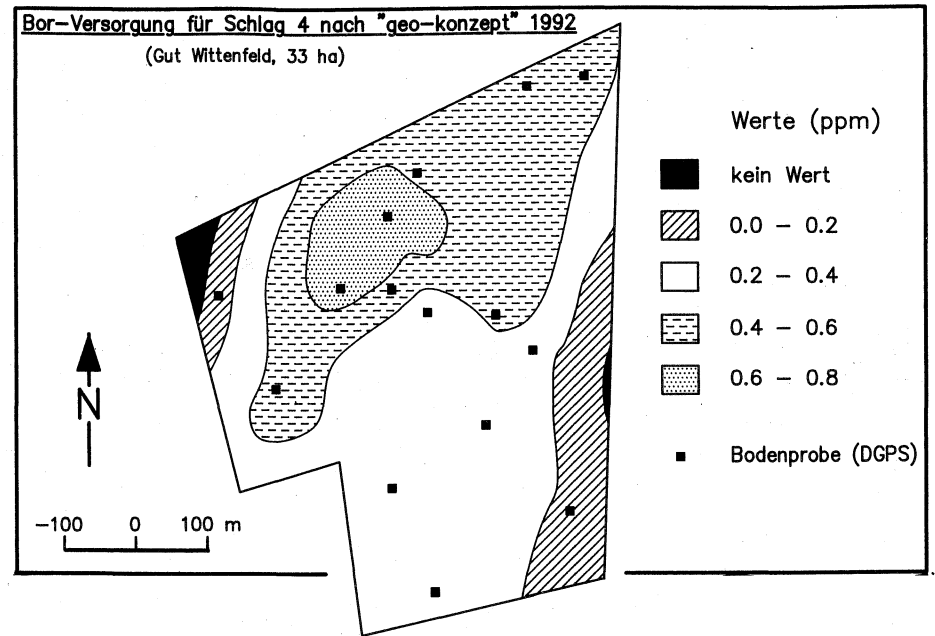 Bor-Versorgung für Schlag 4 nach "geo-konzept" 1992
(Gut Wittenfeld, 33 ha)
Werte (ppm)
kein Wert
0.0 - 0.2
0.2 - 0.4
0.4 - 0.6
0.6 - 0.8
Bodenprobe (DGPS)
N
-100 0 100 m